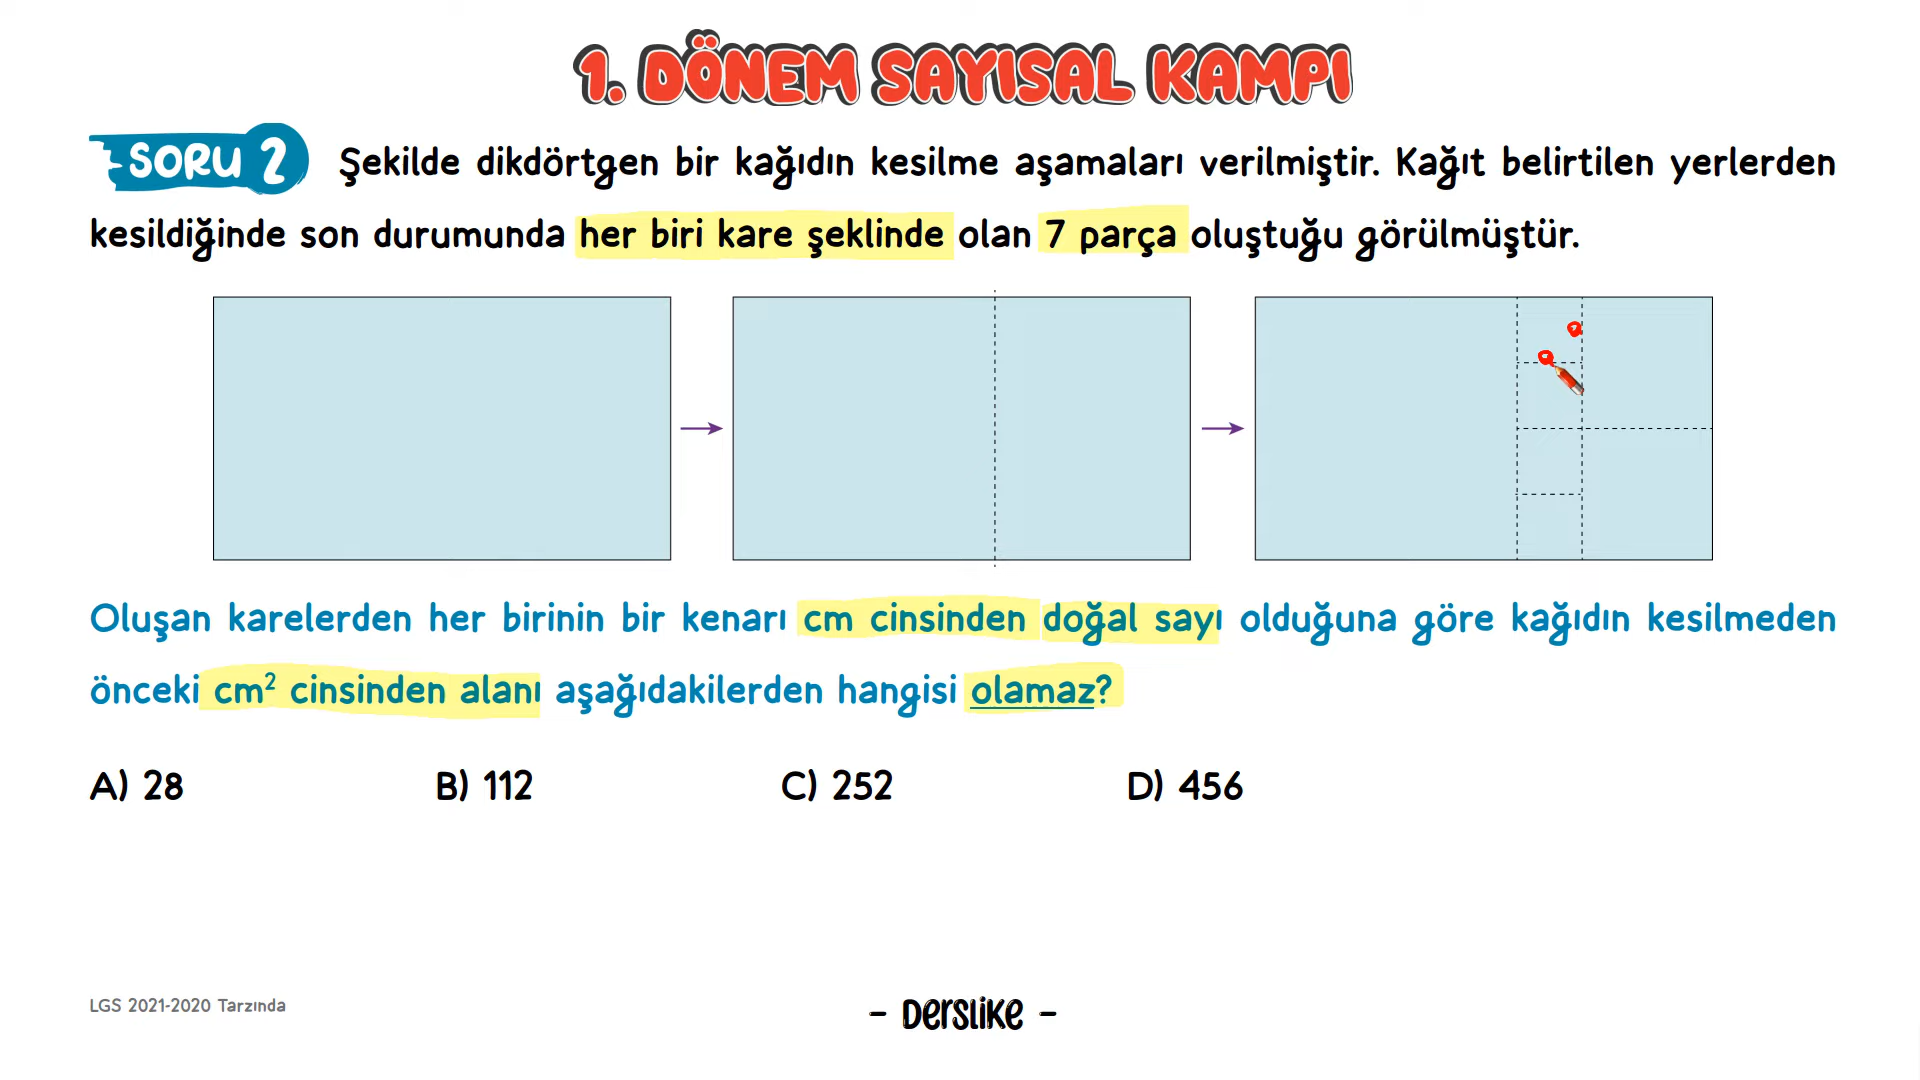 1. DÖNEM SAYISAL KAMPI
SORU 2 Şekilde dikdörtgen bir kağıdın kesilme aşamaları verilmiştir. Kağıt belirtilen yerlerden
kesildiğinde son durumunda her biri kare şeklinde olan 7 parça oluştuğu görülmüştür.
Oluşan karelerden her birinin bir kenarı cm cinsinden doğal sayı olduğuna göre kağıdın kesilmeden
önceki cm² cinsinden alanı aşağıdakilerden hangisi olamaz?
A) 28 B) 112 C) 252 D) 456
LGS 2021-2020 Tarzında
- DERSLİKE -